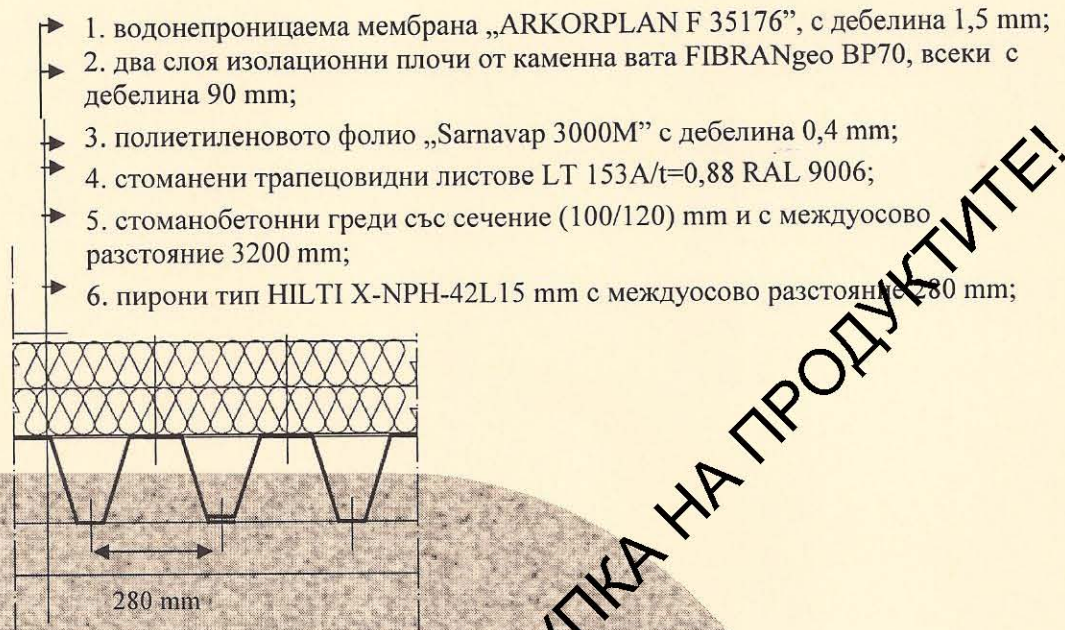 1. водонепроницаема мембрана „ARKORPLAN F 35176”, с дебелина 1,5 mm;
2. два слоя изолационни плочи от каменна вата FIBRANgeo BP70, всеки с
дебелина 90 mm;
3. полиетиленовото фолио „Sarnavap 3000M” с дебелина 0,4 mm;
4. стоманени трапецовидни листове LT 153A/t=0,88 RAL 9006;
5. стоманобетонни греди със сечение (100/120) mm и с междуосово
разстояние 3200 mm;
6. пирони тип HILTI X-NPH-42L15 mm с междуосово разстояние 280 mm;
280 mm
НА ПРОДУКТИТЕ!